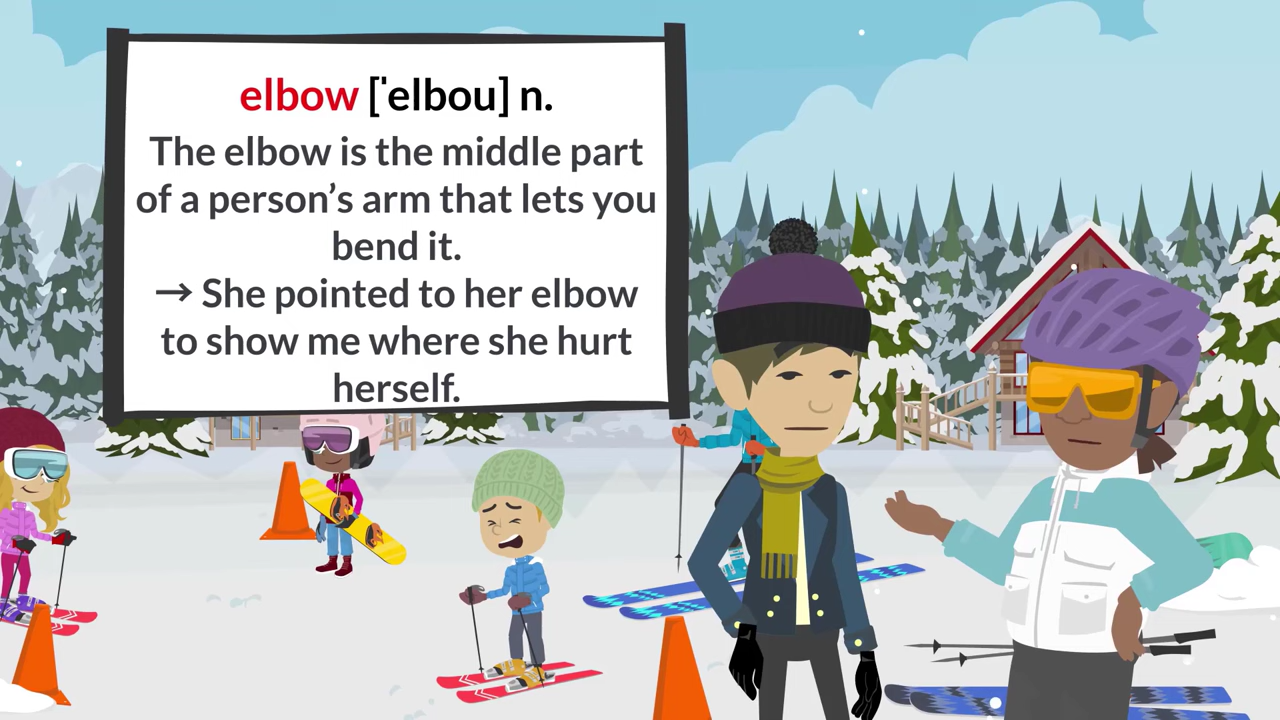 elbow [ˈelbou] n.
The elbow is the middle part
of a person’s arm that lets you
bend it.
→ She pointed to her elbow
to show me where she hurt
herself.